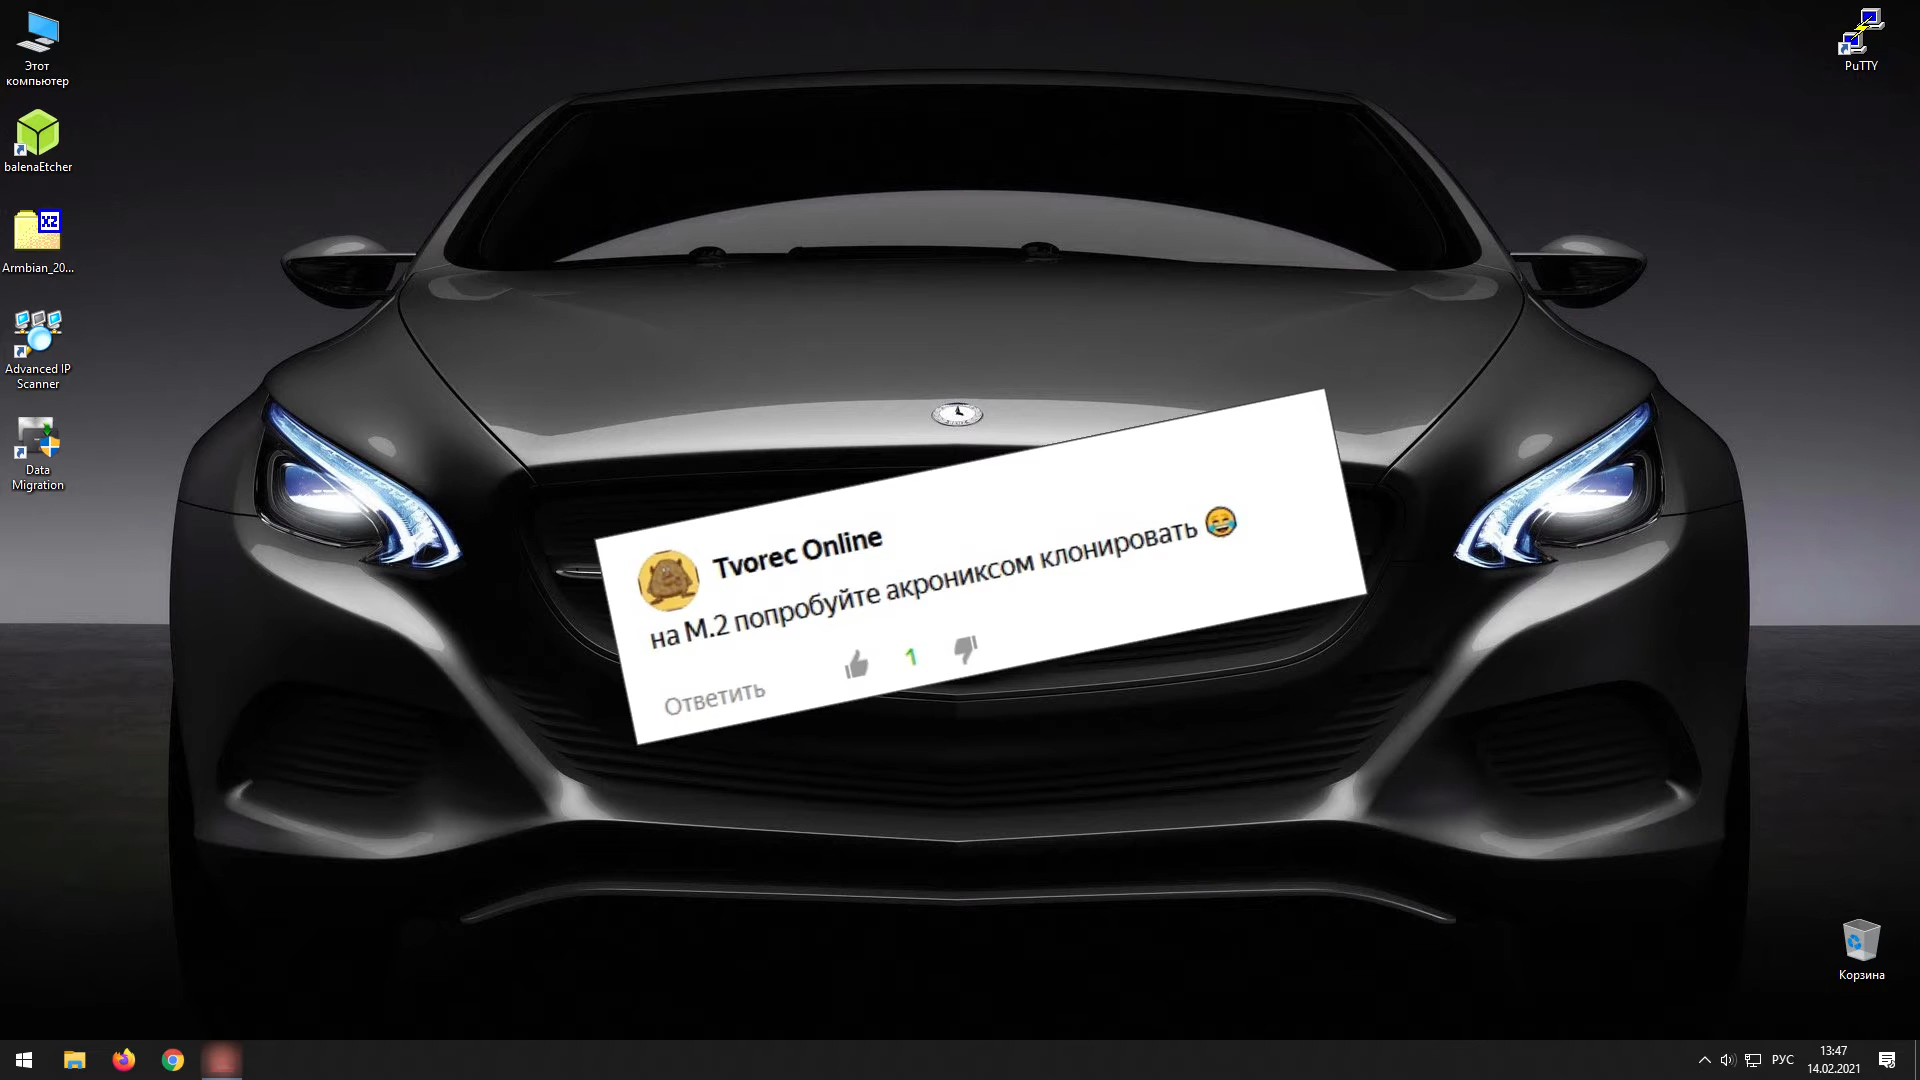 Этот
компьютер
balenaEtcher
Armbian_20...
Advanced IP
Scanner
Data
Migration
PuTTY
Tvorec Online
на М.2 попробуйте акрониксом клонировать 😂
Ответить
1
Корзина
РУС
13:47
14.02.2021